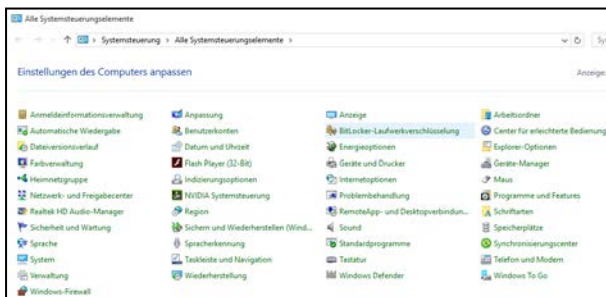 Alle Systemsteuerungselemente
Systemsteuerung > Alle Systemsteuerungselemente >
Einstellungen des Computers anpassen
Anzeige:
Anmeldeinformationsverwaltung
Anpassung
Anzeige
Arbeitsordner
Automatische Wiedergabe
Benutzerkonten
BitLocker-Laufwerkverschlüsselung
Center für erleichterte Bedienung
Dateiversionsverlauf
Datum und Uhrzeit
Energieoptionen
Explorer-Optionen
Farbverwaltung
Flash Player (32-Bit)
Geräte und Drucker
Geräte-Manager
Heimnetzgruppe
Indizierungsoptionen
Internetoptionen
Maus
Netzwerk- und Freigabecenter
NVIDIA Systemsteuerung
Problembehandlung
Programme und Features
Realtek HD Audio-Manager
Region
RemoteApp- und Desktopverbindun...
Schriftarten
Sicherheit und Wartung
Sichern und Wiederherstellen (Wind...
Sound
Speicherplätze
Sprache
Spracherkennung
Standardprogramme
Synchronisierungscenter
System
Taskleiste und Navigation
Tastatur
Telefon und Modem
Verwaltung
Wiederherstellung
Windows Defender
Windows To Go
Windows-Firewall